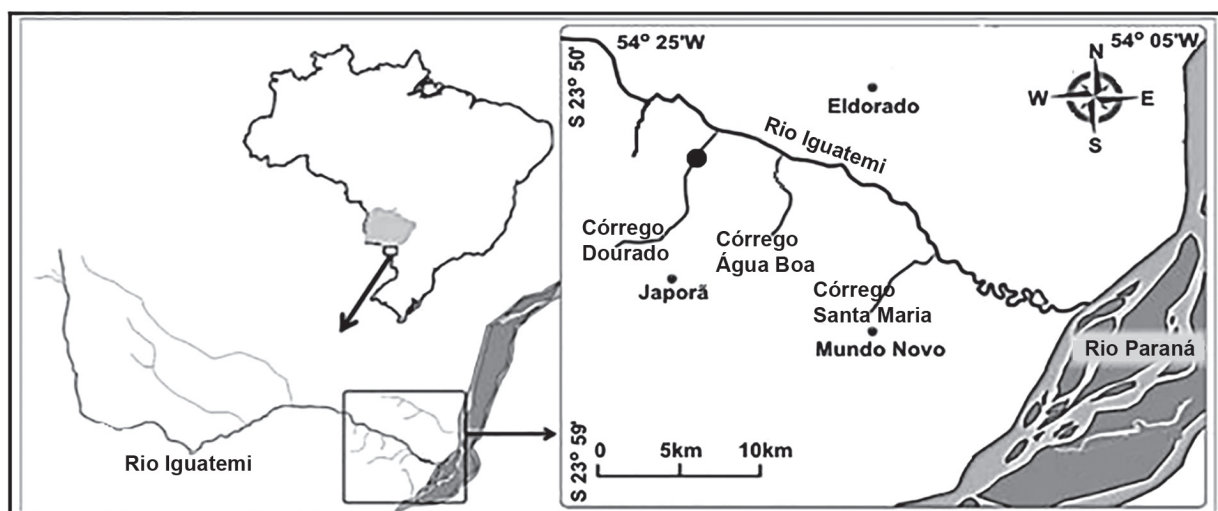 Rio Iguatemi
54° 25'W
54° 05'W
S 23° 50'
N
W
E
S
Eldorado
Rio Iguatemi
Córrego
Dourado
Córrego
Água Boa
Japorã
Córrego
Santa Maria
Mundo Novo
Rio Paraná
S 23° 59'
0
5km
10km